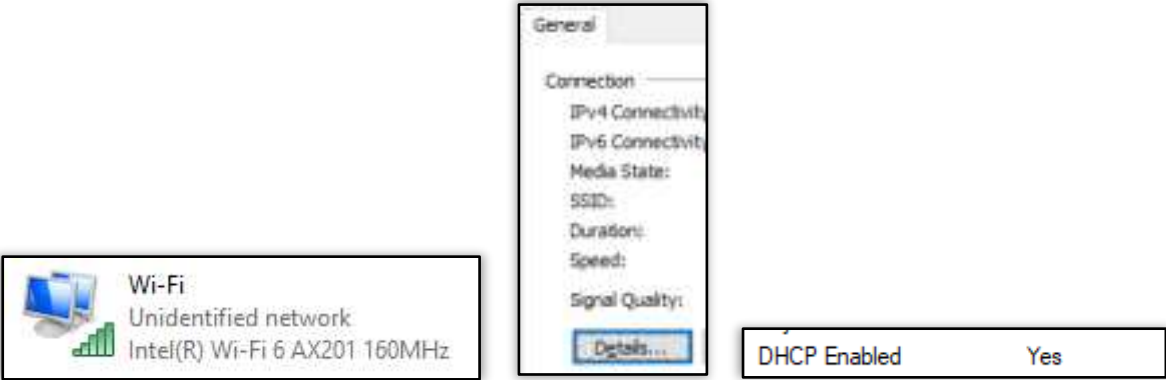 Wi-Fi
Unidentified network
Intel(R) Wi-Fi 6 AX201 160MHz
General
Connection
IPv4 Connectivity
IPv6 Connectivity
Media State:
SSID:
Duration:
Speed:
Signal Quality:
Details...
DHCP Enabled Yes